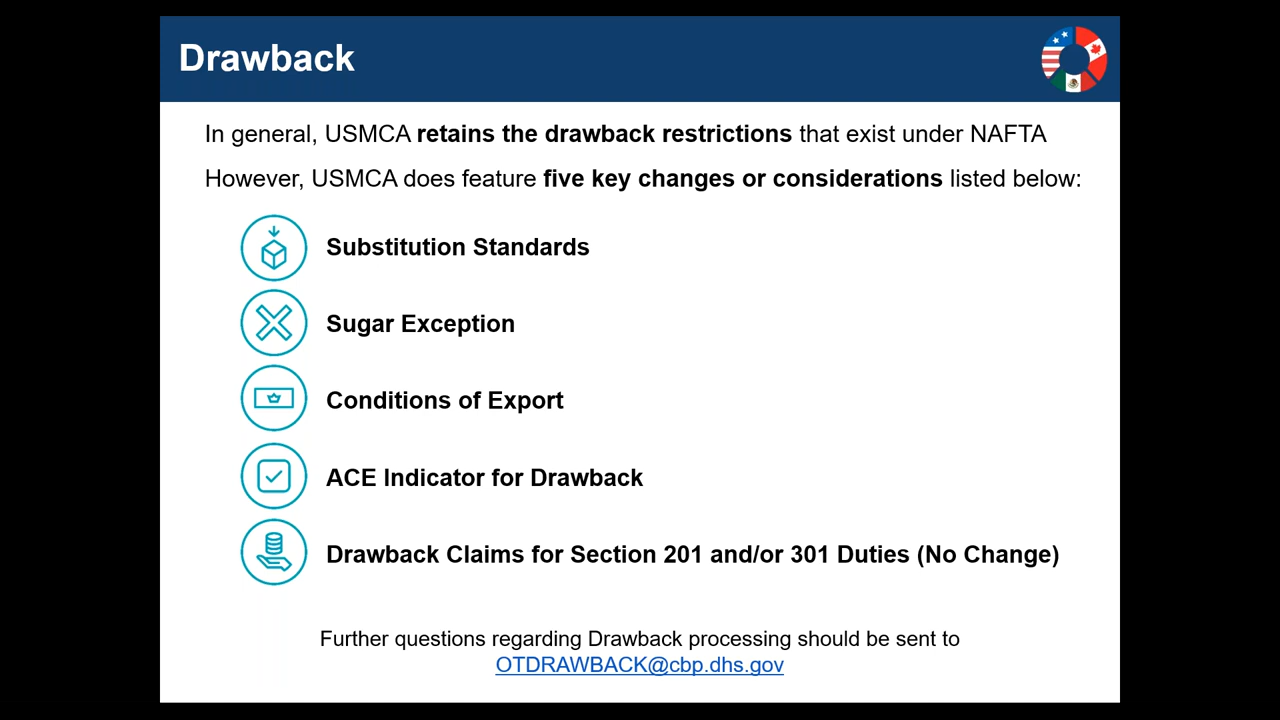 Drawback
In general, USMCA retains the drawback restrictions that exist under NAFTA
However, USMCA does feature five key changes or considerations listed below:
Substitution Standards
Sugar Exception
Conditions of Export
ACE Indicator for Drawback
Drawback Claims for Section 201 and/or 301 Duties (No Change)
Further questions regarding Drawback processing should be sent to
OTDRAWBACK@cbp.dhs.gov